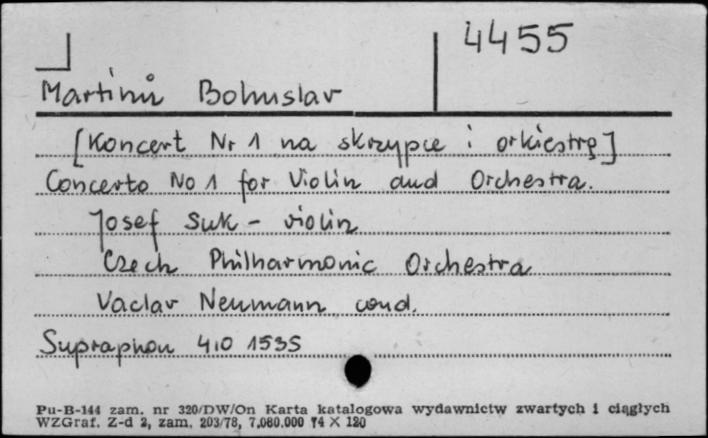 4455
Martinů Bohuslav
[Koncert Nr 1 na skrzypce i orkiestrę]
Concerto No 1 for Violin and Orchestra.
Josef Suk - violin
Czech Philharmonic Orchestra
Vaclav Neumann cond.
Supraphon 410 1535
Pu-B-144 zam. nr 320/DW/On Karta katalogowa wydawnictw zwartych i ciągłych
WZGraf. Z-d 2, zam. 203/78, 7.080.000 74 X 120